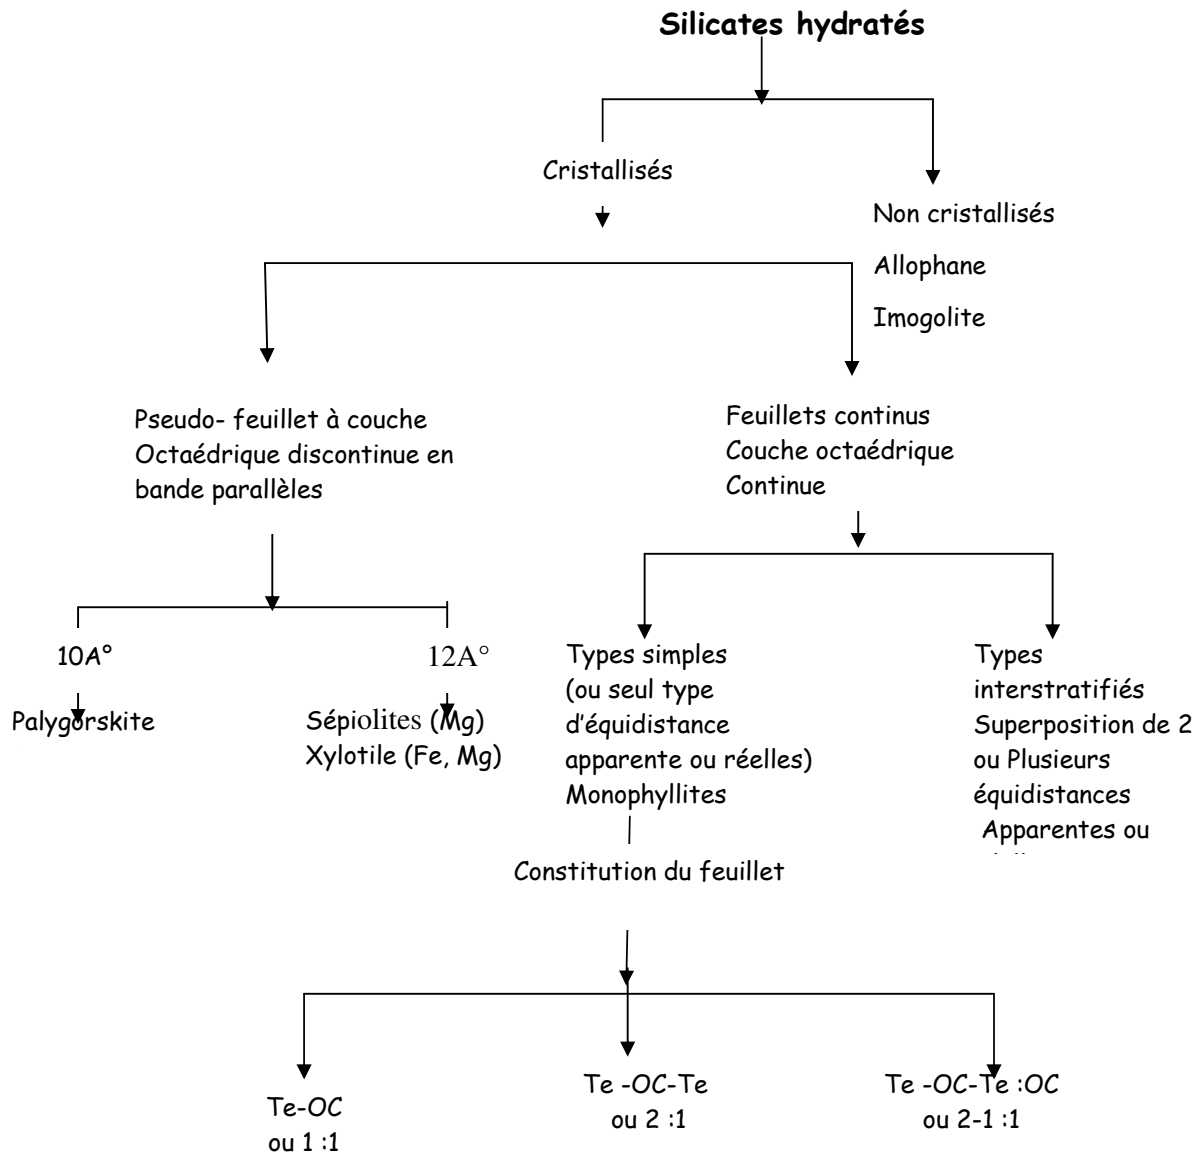 Silicates hydratés
Cristallisés
Non cristallisés
Allophane
Imogolite
Pseudo- feuillet à couche
Octaédrique discontinue en
bande parallèles
Feuillets continus
Couche octaédrique
Continue
10A°
12A°
Palygorskite
Sépiolites (Mg)
Xylotile (Fe, Mg)
Types simples
(ou seul type
d'équidistance
apparente ou réelles)
Monophyllites
Types
interstratifiés
Superposition de 2
ou Plusieurs
équidistances
Apparentes ou
Constitution du feuillet
Te-OC
ou 1 :1
Te -OC-Te
ou 2 :1
Te -OC-Te :OC
ou 2-1 :1